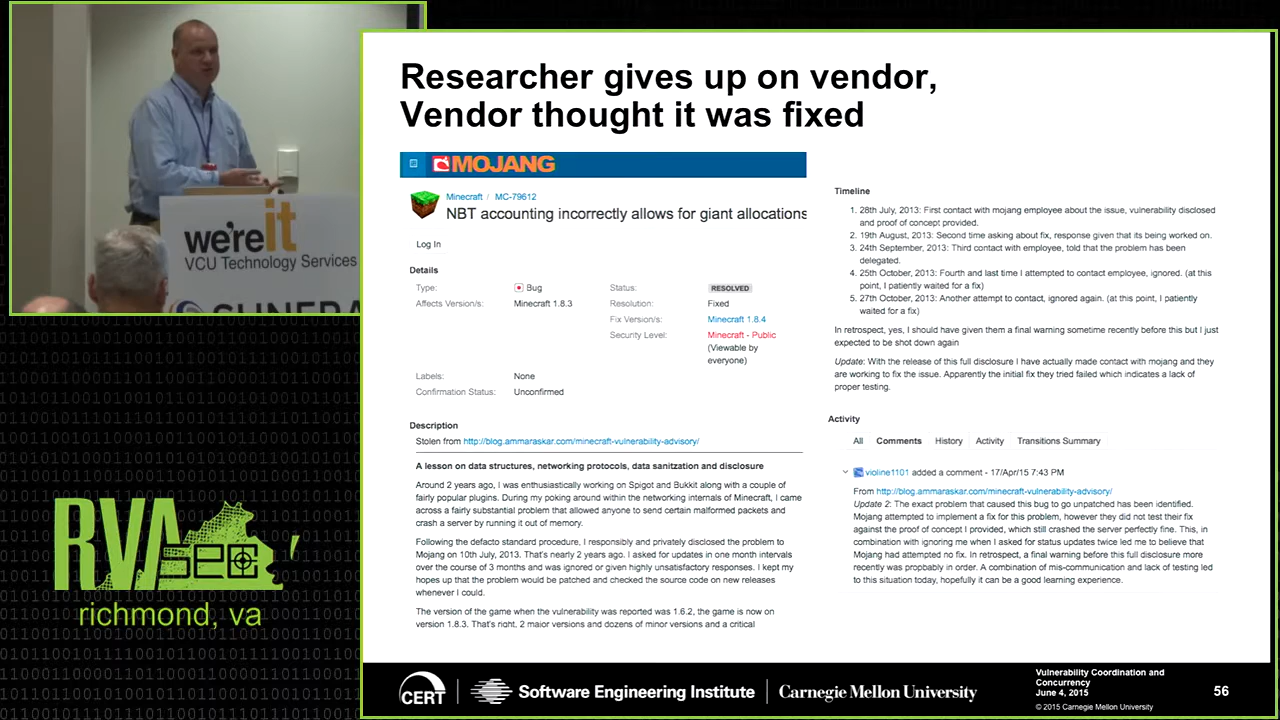 we're it
VCU Technology Services
Researcher gives up on vendor,
Vendor thought it was fixed
MOJANG
Minecraft / MC-79612
NBT accounting incorrectly allows for giant allocations
Log In
Details
Type: Bug
Status: RESOLVED
Affects Version/s: Minecraft 1.8.3
Resolution: Fixed
Fix Version/s: Minecraft 1.8.4
Security Level: Minecraft - Public
(Viewable by
everyone)
Labels: None
Confirmation Status: Unconfirmed
Description
Stolen from http://blog.ammaraskar.com/minecraft-vulnerability-advisory/
A lesson on data structures, networking protocols, data sanitzation and disclosure
Around 2 years ago, I was enthusiastically working on Spigot and Bukkit along with a couple of
fairly popular plugins. During my poking around within the networking internals of Minecraft, I came
across a fairly substantial problem that allowed anyone to send certain malformed packets and
crash a server by running it out of memory.
Following the defacto standard procedure, I responsibly and privately disclosed the problem to
Mojang on 10th July, 2013. That's nearly 2 years ago. I asked for updates in one month intervals
over the course of 3 months and was ignored or given highly unsatisfactory responses. I kept my
hopes up that the problem would be patched and checked the source code on new releases
whenever I could.
The version of the game when the vulnerability was reported was 1.6.2, the game is now on
version 1.8.3. That's right, 2 major versions and dozens of minor versions and a critical
Timeline
1. 28th July, 2013: First contact with mojang employee about the issue, vulnerability disclosed
and proof of concept provided.
2. 19th August, 2013: Second time asking about fix, response given that its being worked on.
3. 24th September, 2013: Third contact with employee, told that the problem has been
delegated.
4. 25th October, 2013: Fourth and last time I attempted to contact employee, ignored. (at this
point, I patiently waited for a fix)
5. 27th October, 2013: Another attempt to contact, ignored again. (at this point, I patiently
waited for a fix)
In retrospect, yes, I should have given them a final warning sometime recently before this but I just
expected to be shot down again
Update: With the release of this full disclosure I have actually made contact with mojang and they
are working to fix the issue. Apparently the initial fix they tried failed which indicates a lack of
proper testing.
Activity
All Comments History Activity Transitions Summary
violine1101 added a comment - 17/Apr/15 7:43 PM
From http://blog.ammaraskar.com/minecraft-vulnerability-advisory/
Update 2: The exact problem that caused this bug to go unpatched has been identified.
Mojang attempted to implement a fix for this problem, however they did not test their fix
against the proof of concept I provided, which still crashed the server perfectly fine. This, in
combination with ignoring me when I asked for status updates twice led me to believe that
Mojang had attempted no fix. In retrospect, a final warning before this full disclosure more
recently was propbably in order. A combination of mis-communication and lack of testing led
to this situation today, hopefully it can be a good learning experience.
RVA
SEC
richmond, va
CERT
Software Engineering Institute
Carnegie Mellon University
Vulnerability Coordination and
Concurrency
June 4, 2015
© 2015 Carnegie Mellon University
56